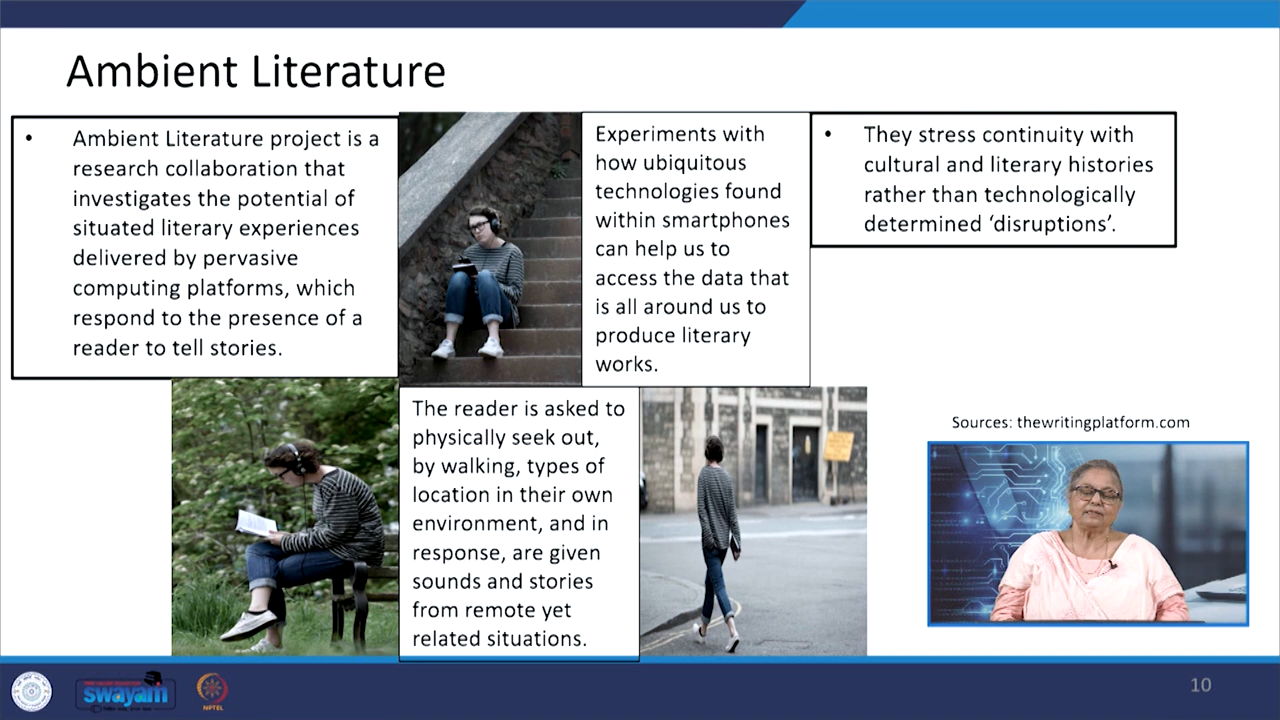 Ambient Literature
• Ambient Literature project is a
research collaboration that
investigates the potential of
situated literary experiences
delivered by pervasive
computing platforms, which
respond to the presence of a
reader to tell stories.
Experiments with
how ubiquitous
technologies found
within smartphones
can help us to
access the data that
is all around us to
produce literary
works.
• They stress continuity with
cultural and literary histories
rather than technologically
determined ‘disruptions’.
The reader is asked to
physically seek out,
by walking, types of
location in their own
environment, and in
response, are given
sounds and stories
from remote yet
related situations.
Sources: thewritingplatform.com
swayam
NPTEL
10